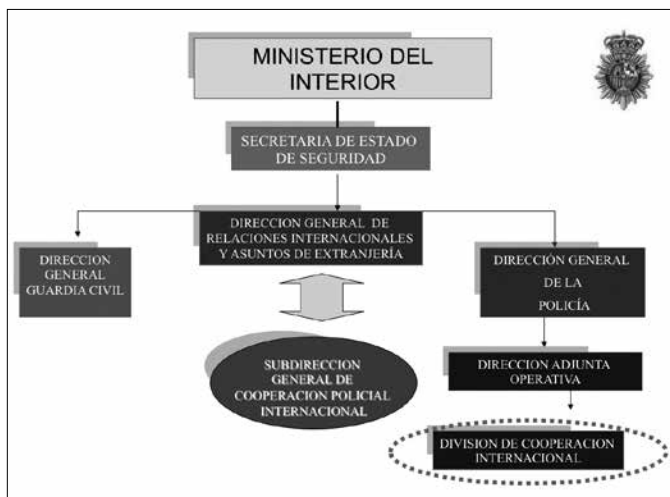 MINISTERIO DEL
INTERIOR
SECRETARIA DE ESTADO
DE SEGURIDAD
DIRECCION GENERAL DE
RELACIONES INTERNACIONALES
Y ASUNTOS DE EXTRANJERÍA
DIRECCION
GENERAL
GUARDIA CIVIL
DIRECCIÓN GENERAL
DE LA
POLICÍA
SUBDIRECCION
GENERAL DE
COOPERACION POLICIAL
INTERNACIONAL
DIRECCION ADJUNTA
OPERATIVA
DIVISION DE COOPERACION
INTERNACIONAL